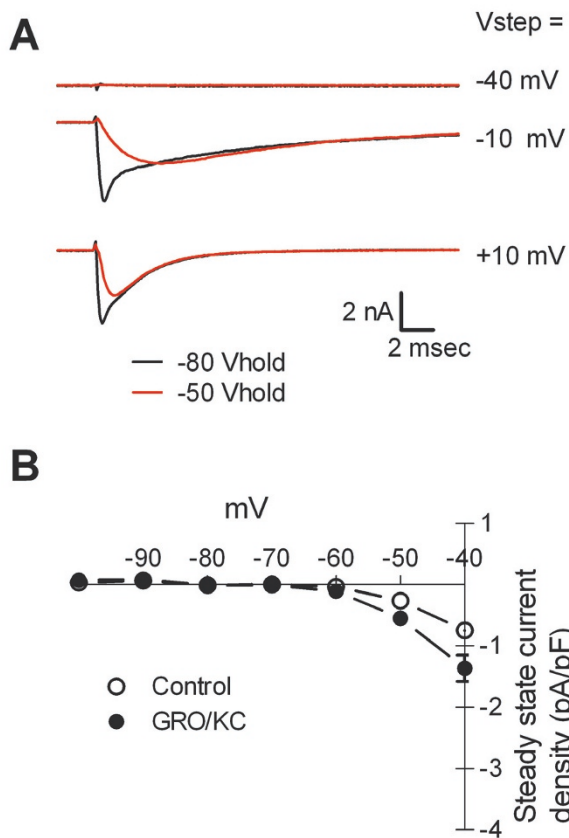 A
Vstep =
-40 mV
-10 mV
+10 mV
2 nA
2 msec
-80 Vhold
-50 Vhold
B
mV
-90 -80 -70 -60 -50 -40
1
-1
-2
-3
-4
Control
GRO/KC
Steady state current
density (pA/pF)